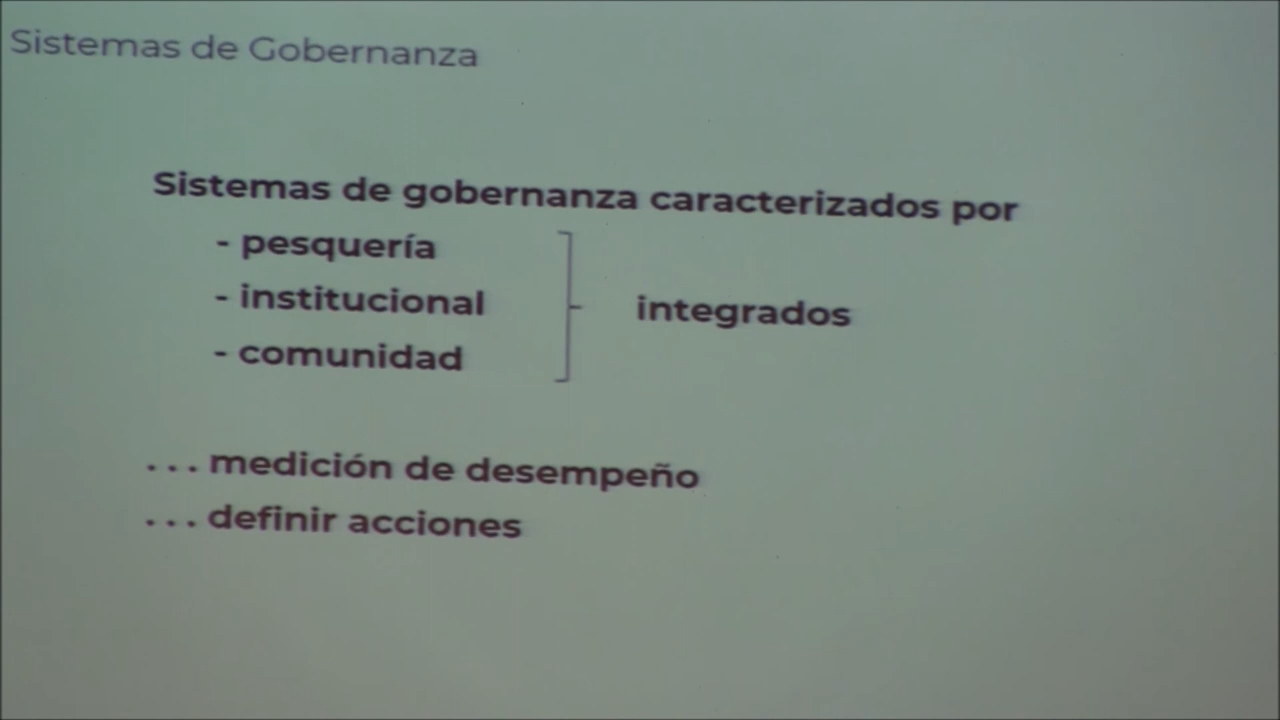 Sistemas de Gobernanza
Sistemas de gobernanza caracterizados por
- pesquería
- institucional
- comunidad
integrados
. . . medición de desempeño
. . . definir acciones